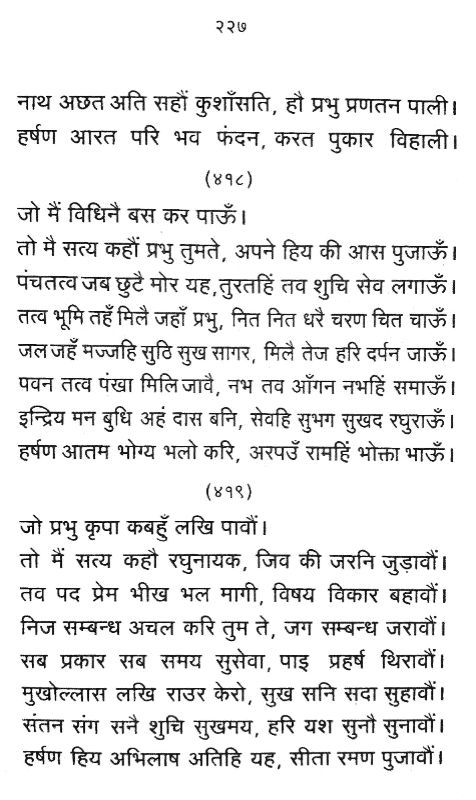 २२७
नाथ अछत अति सहौं कुशाँसति, हौ प्रभु प्रणतन पाली।
हर्षण आरत परि भव फंदन, करत पुकार विहाली।
(४१८)
जो मैं विधिनै बस कर पाऊँ।
तो मै सत्य कहौं प्रभु तुमते, अपने हिय की आस पुजाऊँ।
पंचतत्व जब छुटै मोर यह,तुरतहिं तव शुचि सेव लगाऊँ।
तत्व भूमि तहँ मिलै जहाँ प्रभु, नित नित धरै चरण चित चाऊँ।
जल जहँ मज्जहि सुठि सुख सागर, मिलै तेज हरि दर्पन जाऊँ।
पवन तत्व पंखा मिलि जावै, नभ तव आँगन नभहिं समाऊँ।
इन्द्रिय मन बुधि अहं दास बनि, सेवहि सुभग सुखद रघुराऊँ।
हर्षण आतम भोग्य भलो करि, अरपउँ रामहिं भोक्ता भाऊँ।
(४१९)
जो प्रभु कृपा कबहुँ लखि पावौं।
तो मैं सत्य कहौ रघुनायक, जिव की जरनि जुड़ावौं।
तव पद प्रेम भीख भल मागी, विषय विकार बहावौं।
निज सम्बन्ध अचल करि तुम ते, जग सम्बन्ध जरावौं।
सब प्रकार सब समय सुसेवा, पाइ प्रहर्ष थिरावौं।
मुखोल्लास लखि राउर केरो, सुख सनि सदा सुहावौं।
संतन संग सनै शुचि सुखमय, हरि यश सुनौ सुनावौं।
हर्षण हिय अभिलाष अतिहि यह, सीता रमण पुजावौं।